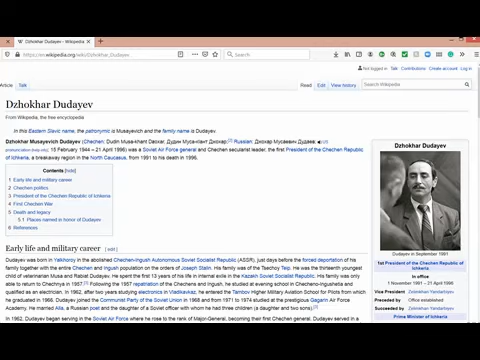 Dzhokhar Dudayev - Wikipedia
https://en.wikipedia.org/wiki/Dzhokhar_Dudayev
Search
Not logged in Talk Contributions Create account Log in
Article Talk
Read Edit View history
Search Wikipedia
Dzhokhar Dudayev
From Wikipedia, the free encyclopedia
In this Eastern Slavic name, the patronymic is Musayevich and the family name is Dudayev.
Dzhokhar Musayevich Dudayev (Chechen:
Russian: Джохар Мусаевич Дудаев,
15 February 1944 – 21 April 1996) was a Soviet Air Force general and Chechen secularist leader, the first President of the Chechen Republic
of Ichkeria, a breakaway region in the North Caucasus, from 1991 to his death in 1996.
Contents [hide]
1 Early life and military career
2 Chechen politics
3 President of the Chechen Republic of Ichkeria
4 First Chechen War
5 Death and legacy
5.1 Places named in honor of Dudayev
6 References
Early life and military career [ edit ]
Dudayev was born in Yalkhoroy in the abolished Chechen-Ingush Autonomous Soviet Socialist Republic (ASSR), just days before the forced deportation of his
family together with the entire Chechen and Ingush population on the orders of Joseph Stalin. His family was of the Tsechoy Teip. He was the thirteenth youngest
child of veterinarian Musa and Rabiat Dudayev. He spent the first 13 years of his life in internal exile in the Kazakh Soviet Socialist Republic. His family was only
able to return to Chechnya in 1957. Following the 1957 repatriation of the Chechens and Ingush, he studied at evening school in Checheno-Ingushetia and
qualified as an electrician. In 1962, after two years studying electronics in Vladikavkaz, he entered the Tambov Higher Military Aviation School for Pilots from which
he graduated in 1966. Dudayev joined the Communist Party of the Soviet Union in 1968 and from 1971 to 1974 studied at the prestigious Gagarin Air Force
Academy. He married Alla, a Russian poet and daughter of a Soviet officer with whom he had three children (a daughter and two sons).
In 1962, Dudayev began serving in the Soviet Air Force where he rose to the rank of Major-General, becoming their first Chechen general. Dudayev served in a
Dzhokhar Dudayev
Dudayev in September 1991
1st President of the Chechen Republic of
Ichkeria
In office
1 November 1991 – 21 April 1996
Vice President Zelimkhan Yandarbiyev
Preceded by Office established
Succeeded by Zelimkhan Yandarbiyev
Prime Minister of Ichkeria